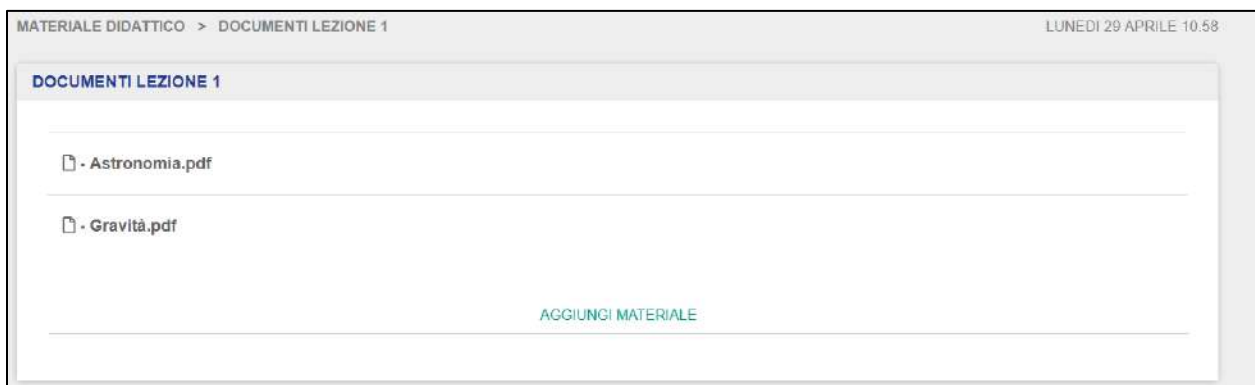 MATERIALE DIDATTICO > DOCUMENTI LEZIONE 1 LUNEDI 29 APRILE 10.58
DOCUMENTI LEZIONE 1
- Astronomia.pdf
- Gravità.pdf
AGGIUNGI MATERIALE